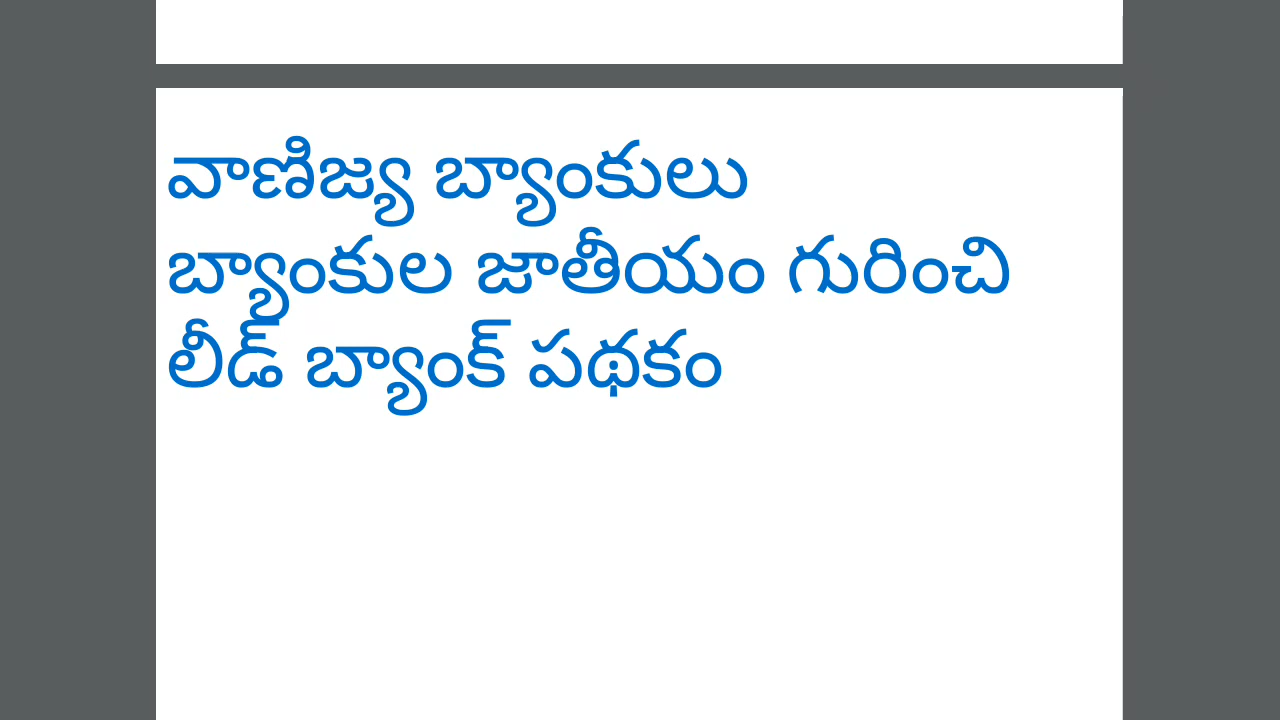 వాణిజ్య బ్యాంకులు
బ్యాంకుల జాతీయం గురించి
లీడ్ బ్యాంక్ పథకం